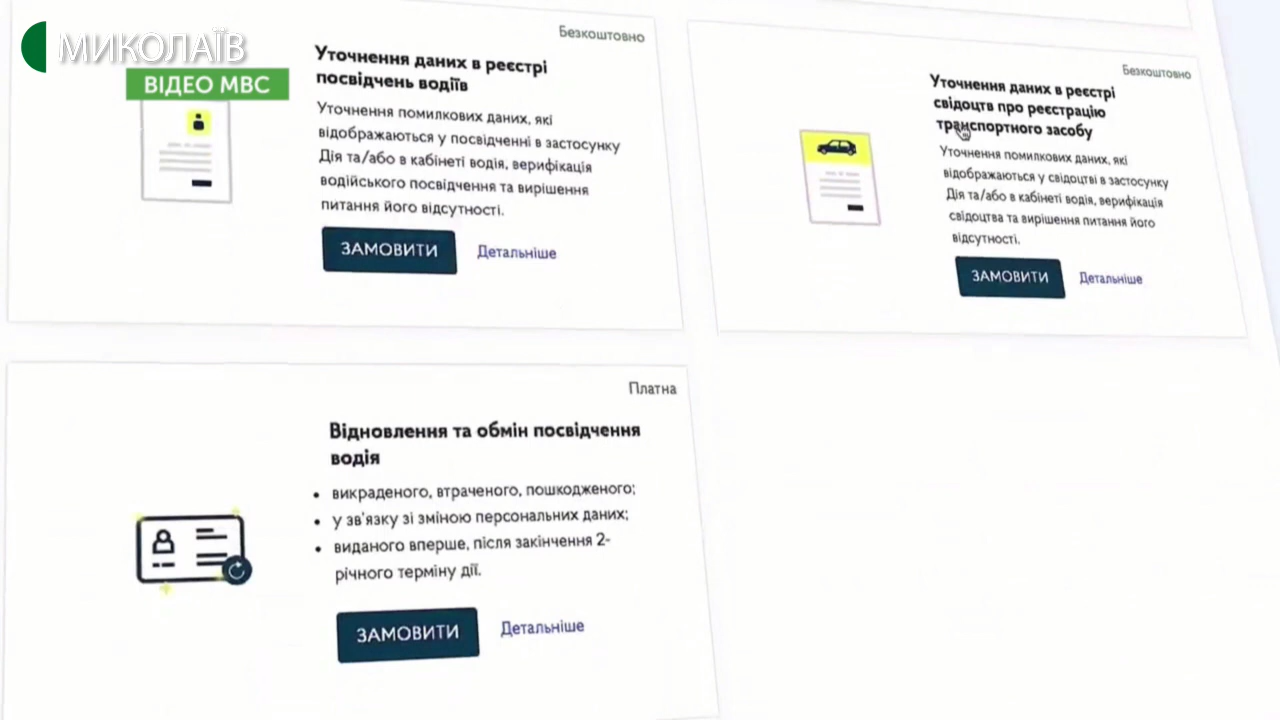 МИКОЛАЇВ
ВІДЕО МВС
Безкоштовно
Уточнення даних в реєстрі
посвідчень водіїв
Уточнення помилкових даних, які
відображаються у посвідченні в застосунку
Дія та/або в кабінеті водія, верифікація
водійського посвідчення та вирішення
питання його відсутності.
ЗАМОВИТИ
Детальніше
Безкоштовно
Уточнення даних в реєстрі
свідоцтв про реєстрацію
транспортного засобу
Уточнення помилкових даних, які
відображаються у свідоцтві в застосунку
Дія та/або в кабінеті водія, верифікація
свідоцтва та вирішення питання його
відсутності.
ЗАМОВИТИ
Детальніше
Платна
Відновлення та обмін посвідчення
водія
• викраденого, втраченого, пошкодженого;
• у зв'язку зі зміною персональних даних;
• виданого вперше, після закінчення 2-
річного терміну дії.
ЗАМОВИТИ
Детальніше